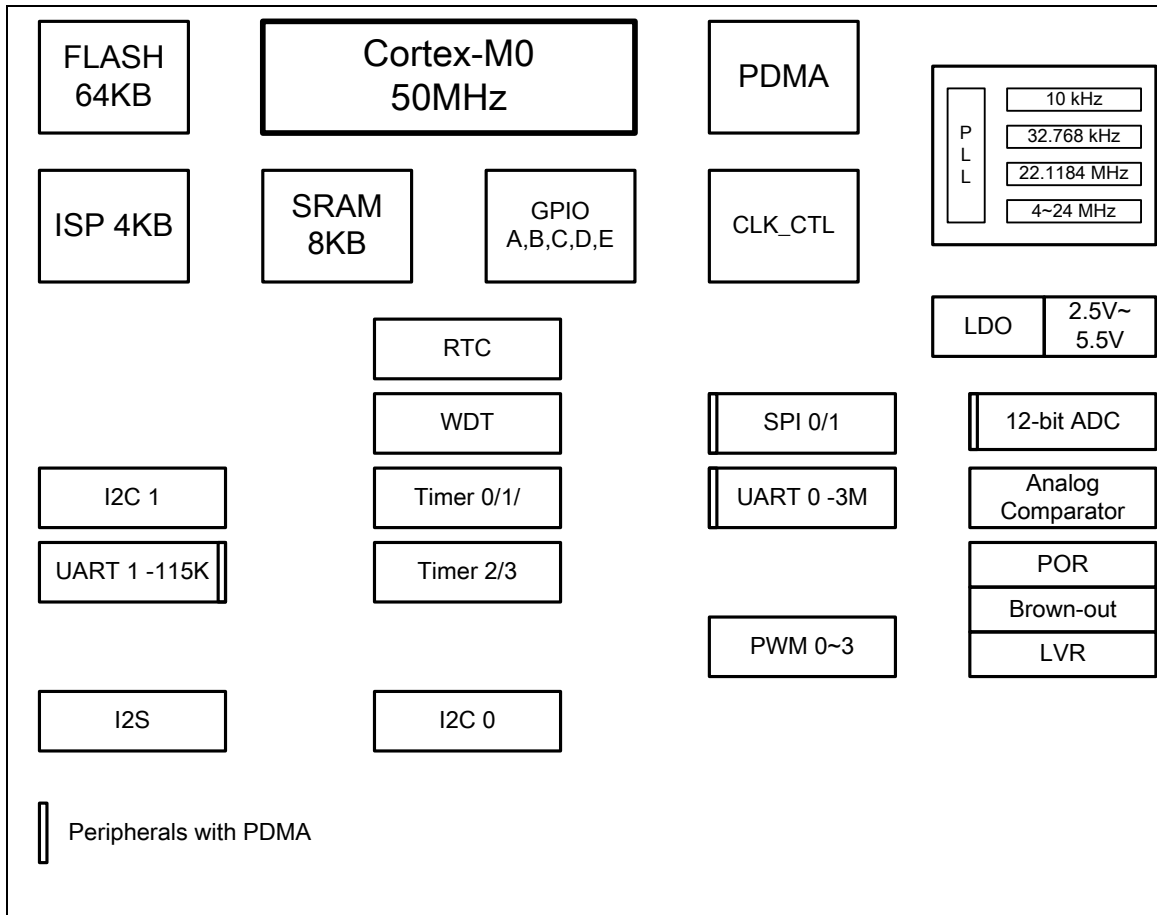 FLASH
64KB
Cortex-M0
50MHz
PDMA
P
L
L
10 kHz
32.768 kHz
22.1184 MHz
4~24 MHz
ISP 4KB
SRAM
8KB
GPIO
A,B,C,D,E
CLK_CTL
LDO
2.5V~
5.5V
RTC
WDT
SPI 0/1
12-bit ADC
I2C 1
Timer 0/1/
UART 0 -3M
Analog
Comparator
UART 1 -115K
Timer 2/3
POR
Brown-out
PWM 0~3
LVR
I2S
I2C 0
Peripherals with PDMA